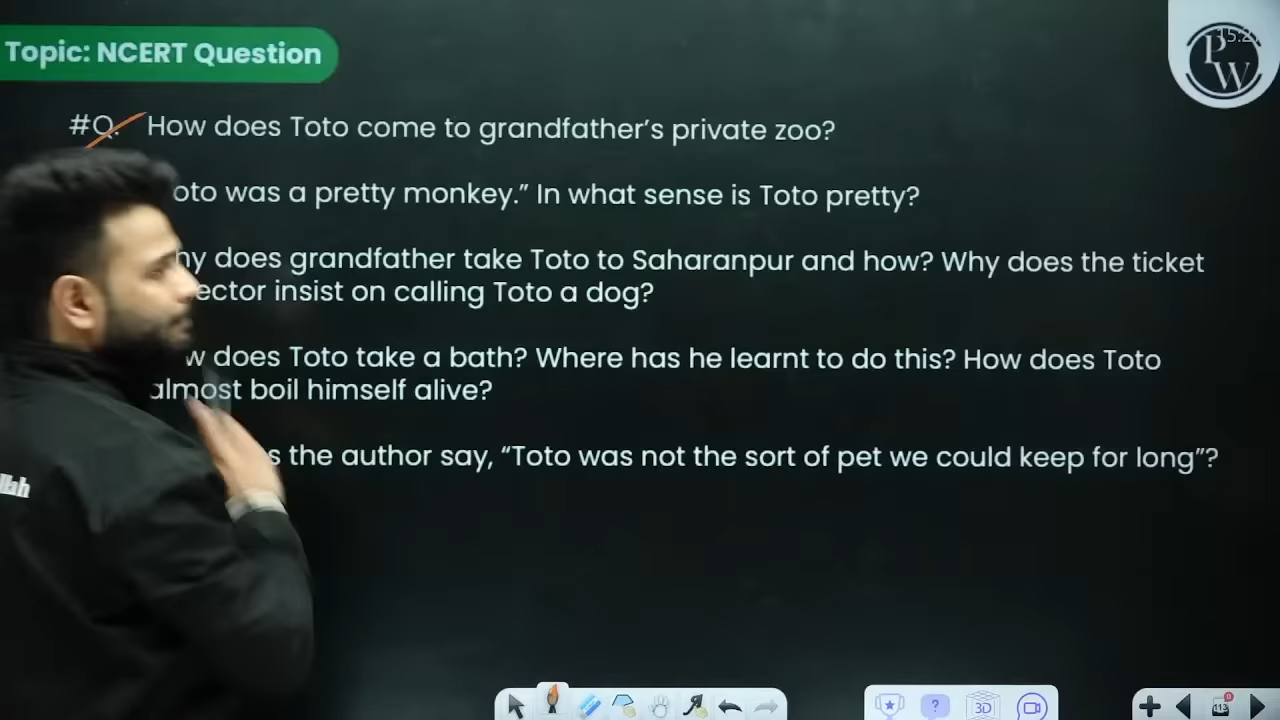 Topic: NCERT Question
PW
#Q. How does Toto come to grandfather's private zoo?
oto was a pretty monkey." In what sense is Toto pretty?
hy does grandfather take Toto to Saharanpur and how? Why does the ticket
ector insist on calling Toto a dog?
w does Toto take a bath? Where has he learnt to do this? How does Toto
almost boil himself alive?
s the author say, "Toto was not the sort of pet we could keep for long"?
llah
?
3D
113